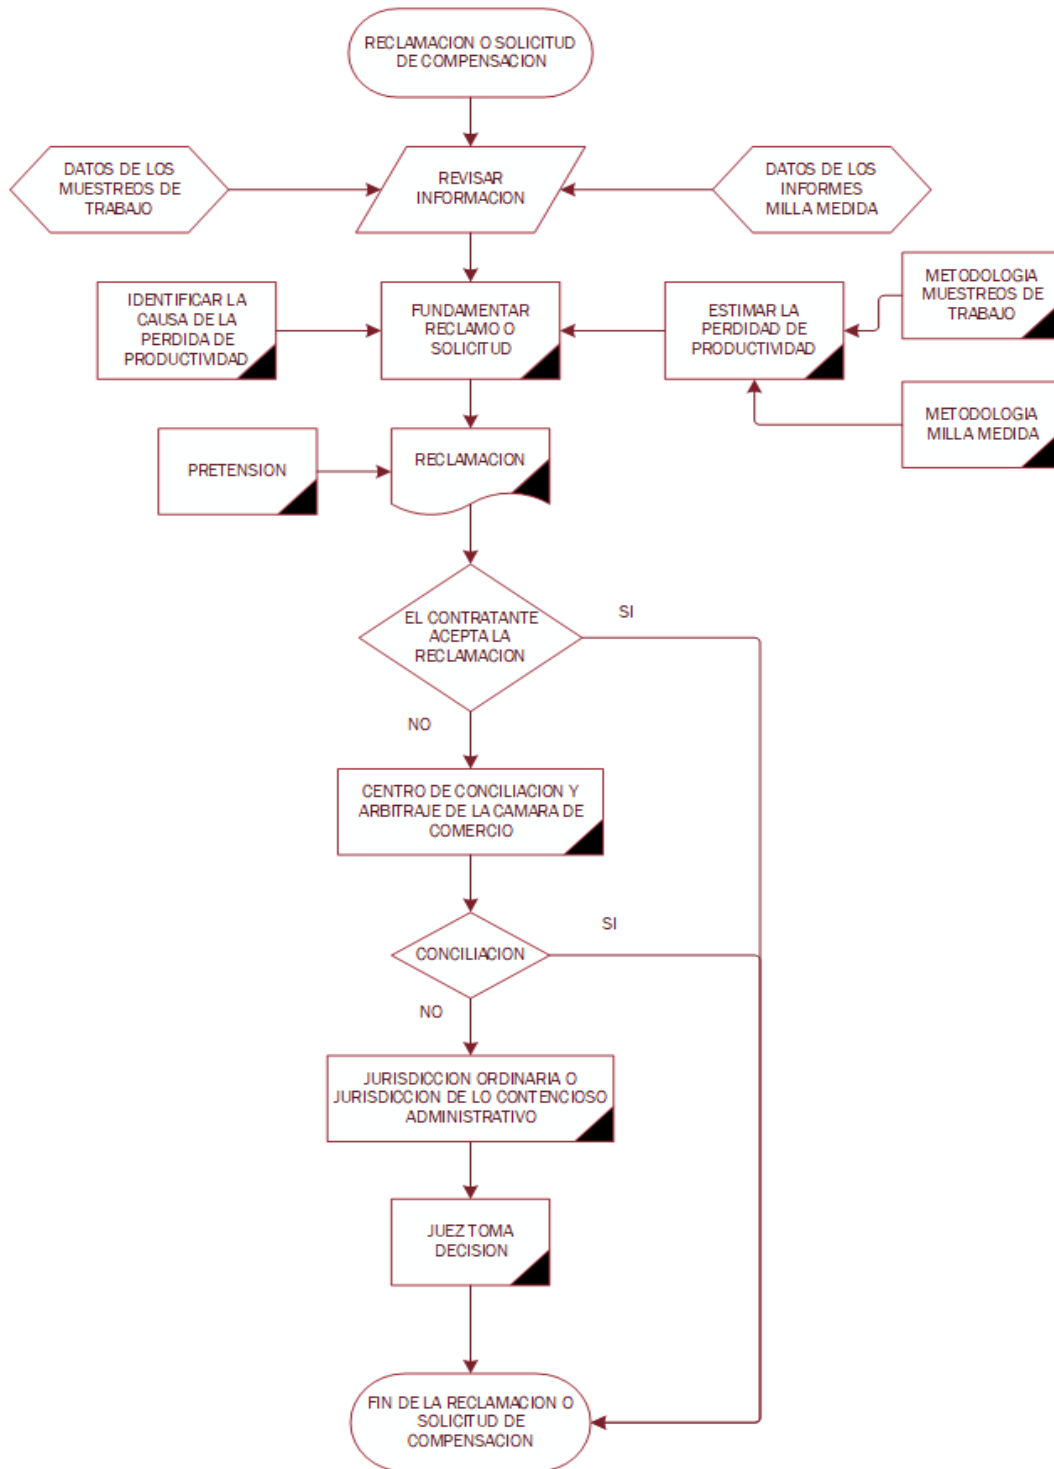 RECLAMACION O SOLICITUD
DE COMPENSACION
DATOS DE LOS
MUESTREOS DE
TRABAJO
REVISAR
INFORMACION
DATOS DE LOS
INFORMES
MILLA MEDIDA
IDENTIFICAR LA
CAUSA DE LA
PERDIDA DE
PRODUCTIVIDAD
FUNDAMENTAR
RECLAMO O
SOLICITUD
ESTIMAR LA
PERDIDAD DE
PRODUCTIVIDAD
METODOLOGIA
MUESTREOS DE
TRABAJO
METODOLOGIA
MILLA MEDIDA
PRETENSION
RECLAMACION
EL CONTRATANTE
ACEPTA LA
RECLAMACION
SI
NO
CENTRO DE CONCILIACION Y
ARBITRAJE DE LA CAMARA DE
COMERCIO
CONCILIACION
SI
NO
JURISDICCION ORDINARIA O
JURISDICCION DE LO CONTENCIOSO
ADMINISTRATIVO
JUEZ TOMA
DECISION
FIN DE LA RECLAMACION O
SOLICITUD DE
COMPENSACION